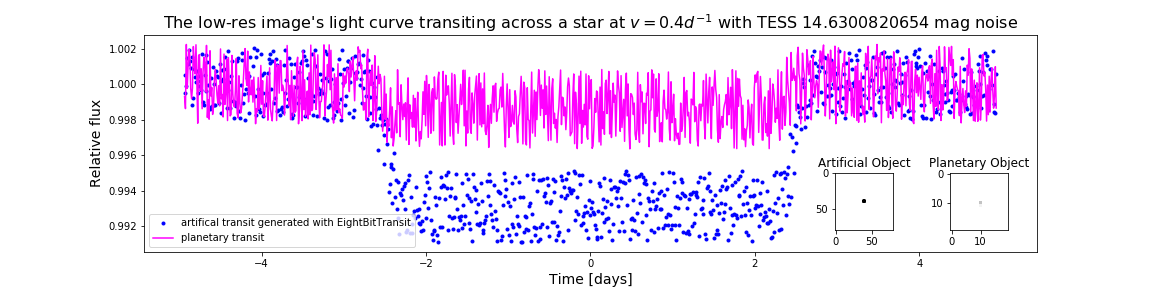 The low-res image's light curve transiting across a star at v = 0.4d⁻¹ with TESS 14.6300820654 mag noise
Relative flux
1.002
1.000
0.998
0.996
0.994
0.992
artifical transit generated with EightBitTransit
planetary transit
Artificial Object
0
50
0
50
Planetary Object
0
10
0
10
−4
−2
0
2
4
Time [days]